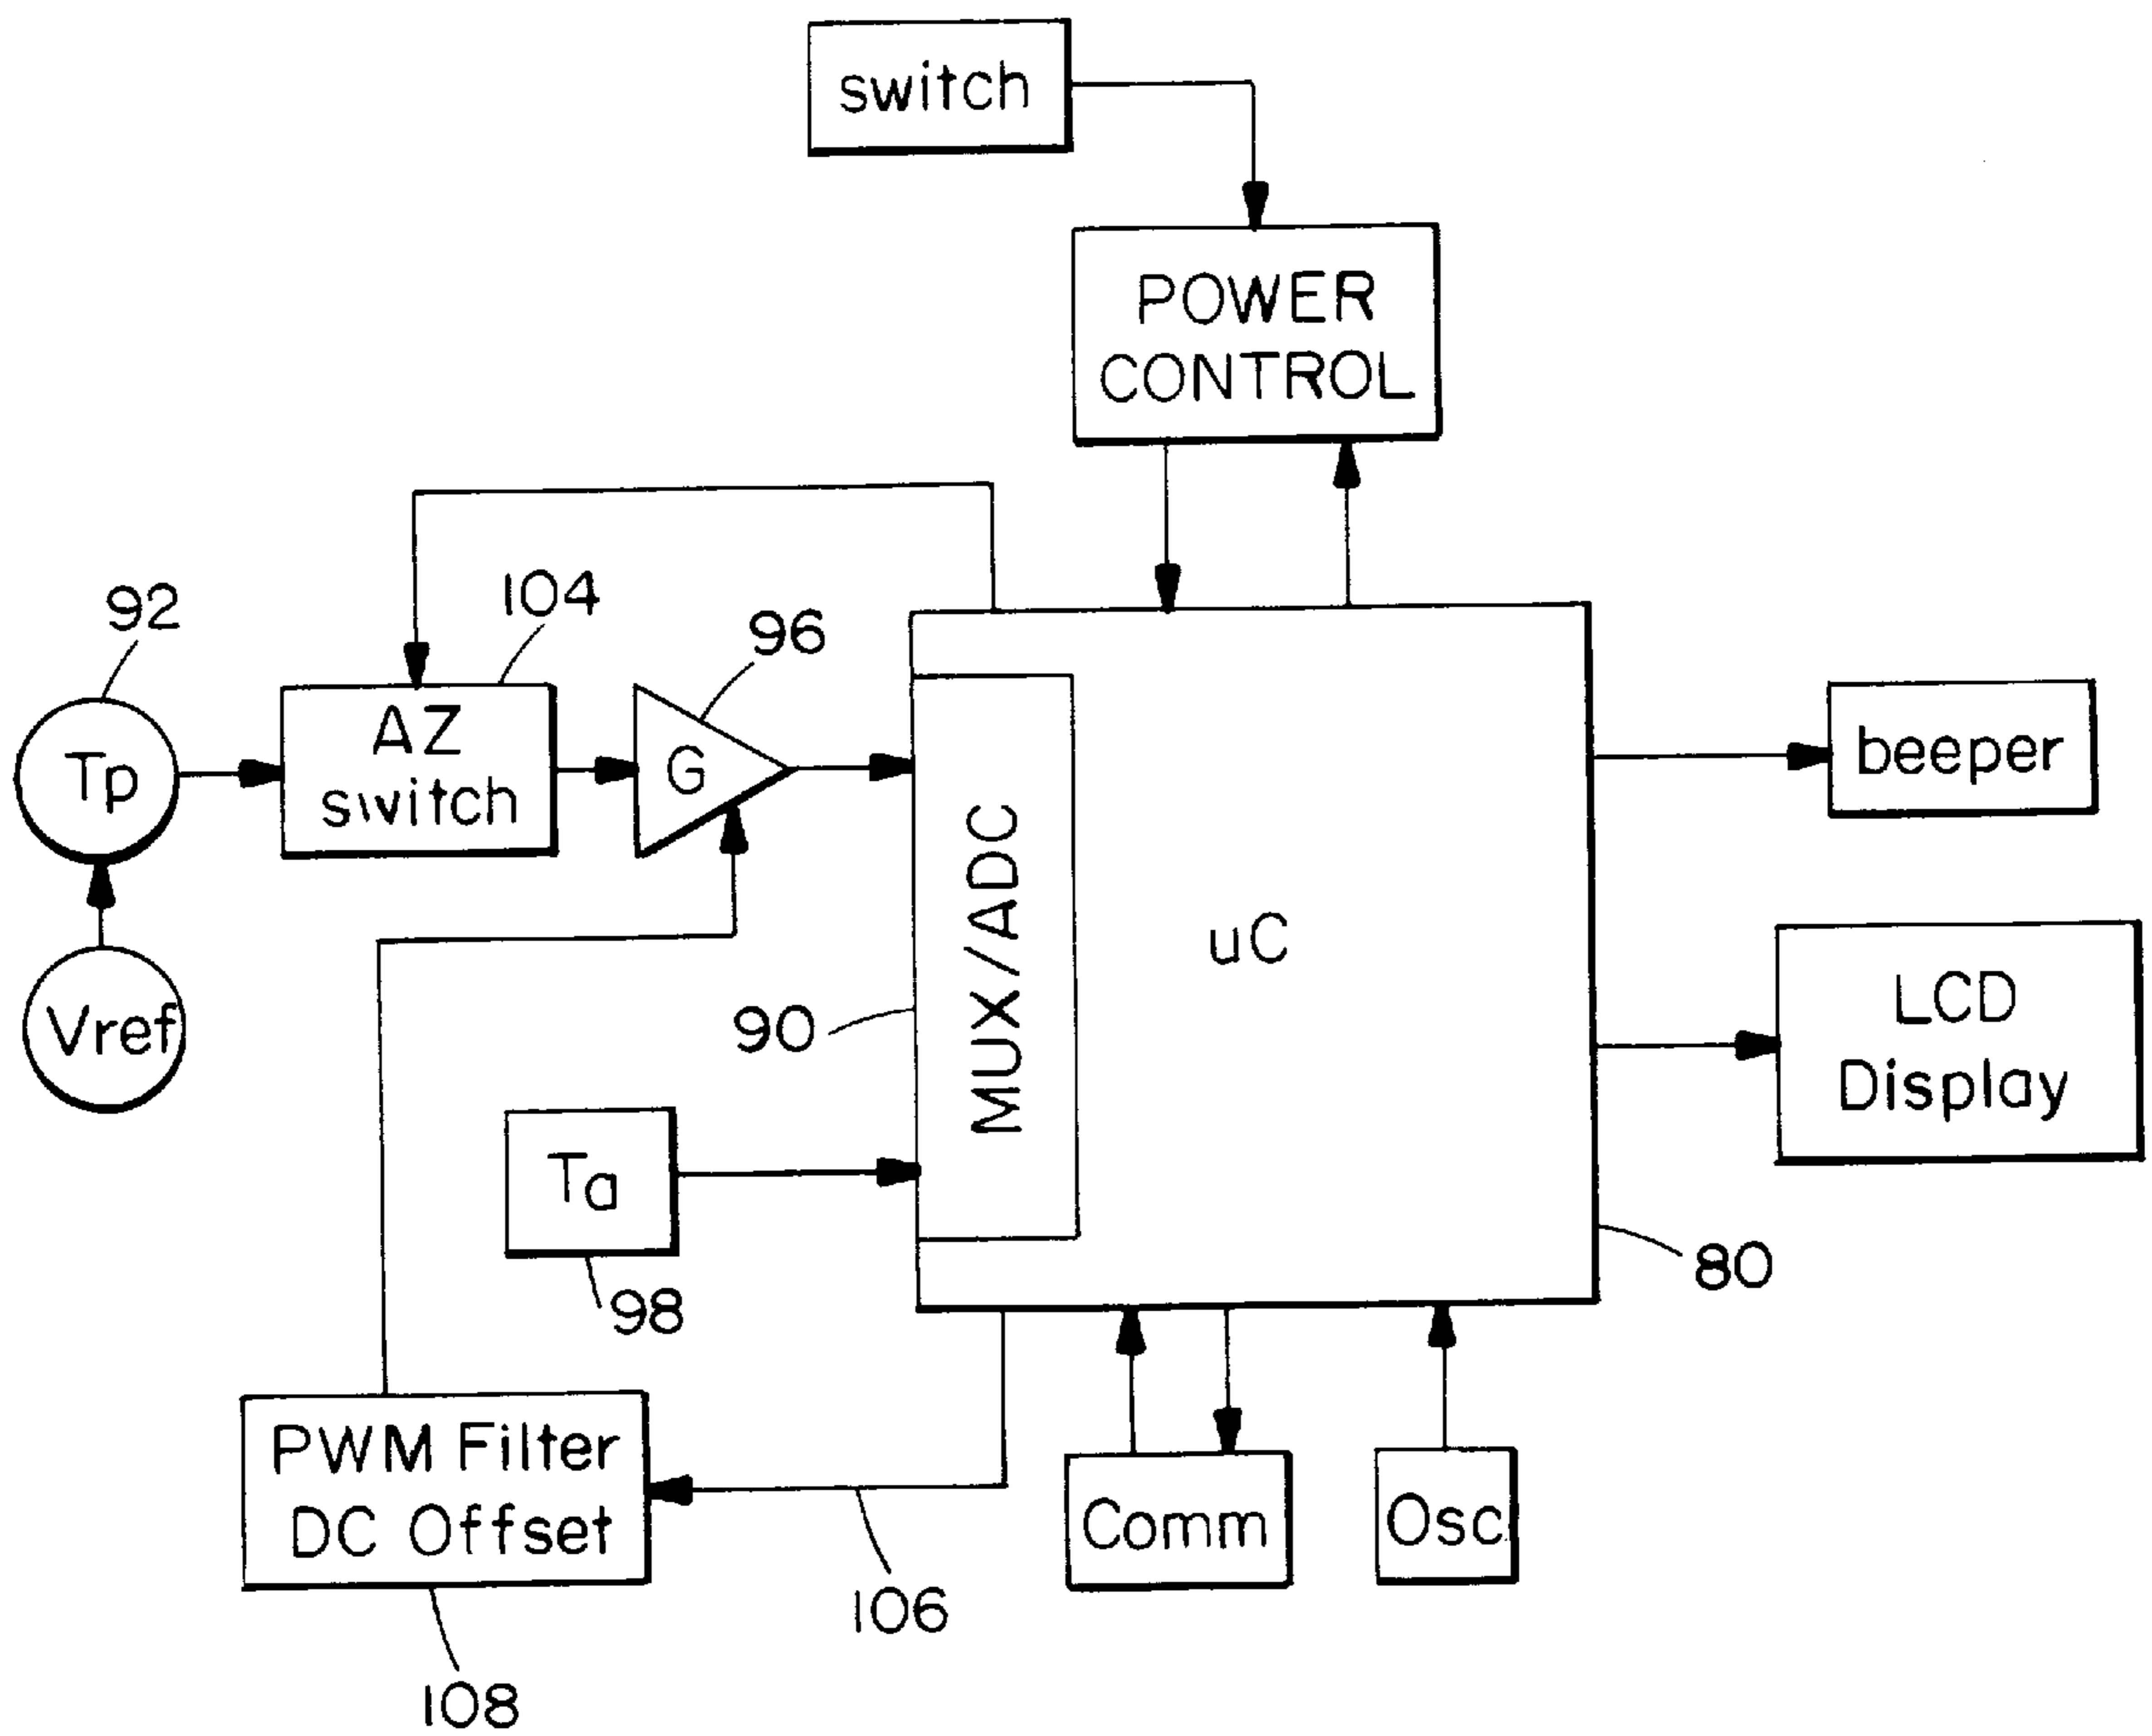 switch
POWER
CONTROL
92
104
96
Tp
AZ
switch
G
beeper
MUX/ADC
uC
Vref
90
LCD
Display
Ta
98
80
PWM Filter
DC Offset
Comm
Osc
106
108